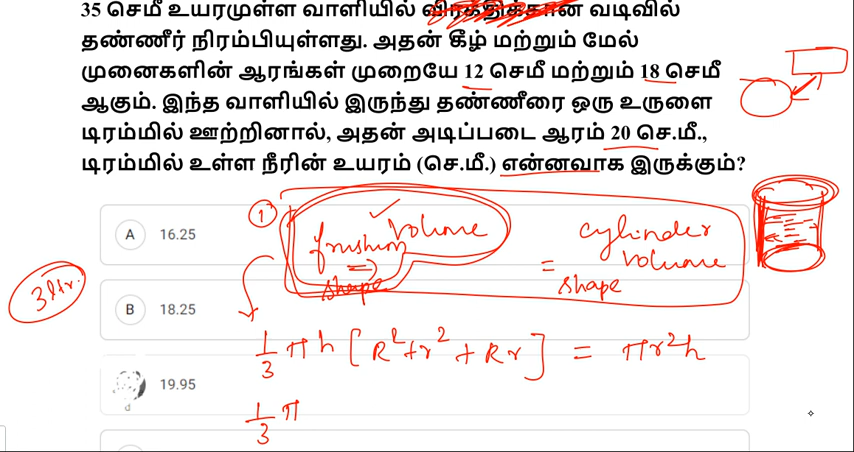 35 செமீ உயரமுள்ள வாளியில் வடிவில்
தண்ணீர் நிரம்பியுள்ளது. அதன் கீழ் மற்றும் மேல்
முனைகளின் ஆரங்கள் முறையே 12 செமீ மற்றும் 18 செமீ
ஆகும். இந்த வாளியில் இருந்து தண்ணீரை ஒரு உருளை
டிரம்மில் ஊற்றினால், அதன் அடிப்படை ஆரம் 20 செ.மீ.,
டிரம்மில் உள்ள நீரின் உயரம் (செ.மீ.) என்னவாக இருக்கும்?
①
A 16.25
frustum volume = cylinder volume
shape shape
3 ltr.
B 18.25
1/3 πh [R²+r²+Rr] = πr²h
19.95
1/3 π